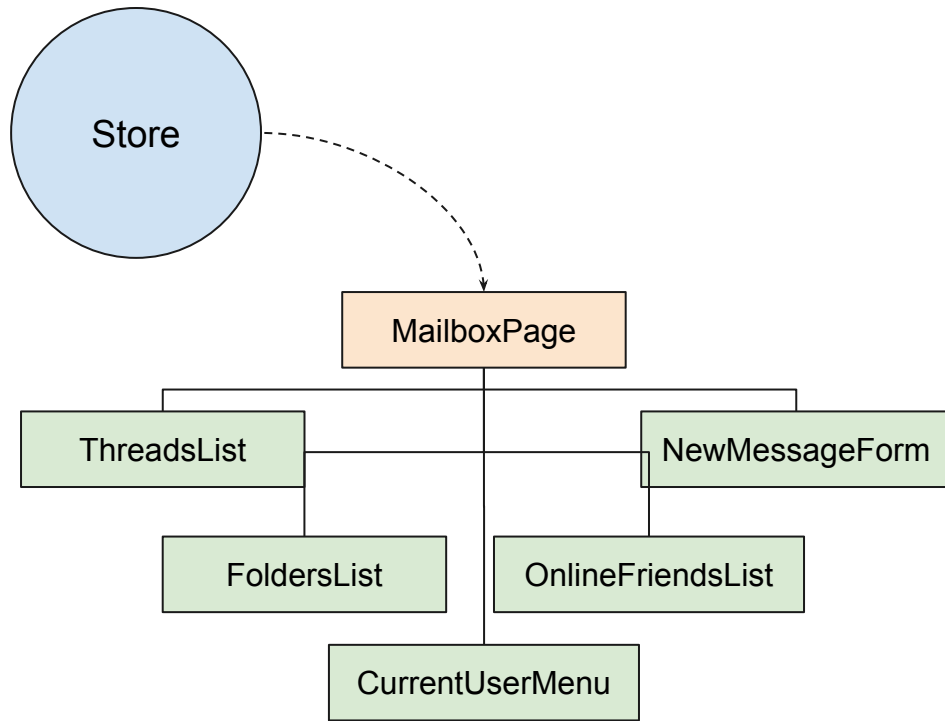 Store
MailboxPage
ThreadsList
NewMessageForm
FoldersList
OnlineFriendsList
CurrentUserMenu